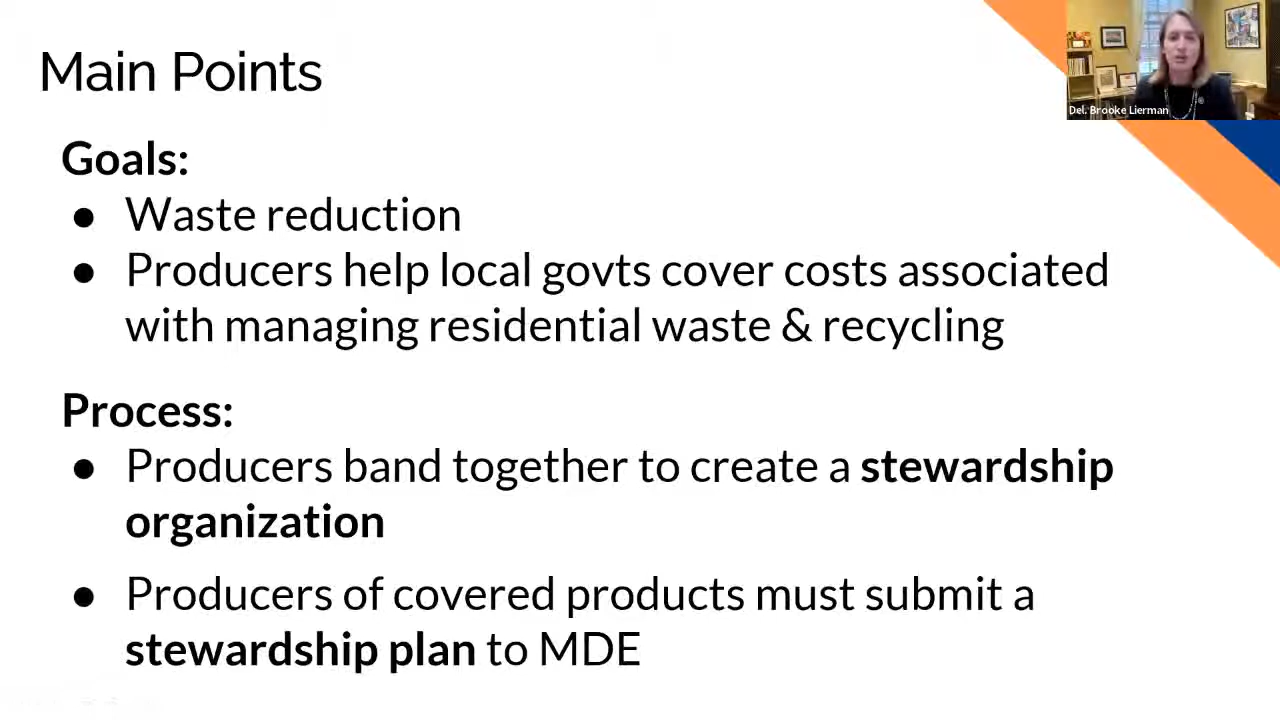 Main Points
Del. Brooke Lierman
Goals:
● Waste reduction
● Producers help local govts cover costs associated
with managing residential waste & recycling
Process:
● Producers band together to create a stewardship
organization
● Producers of covered products must submit a
stewardship plan to MDE